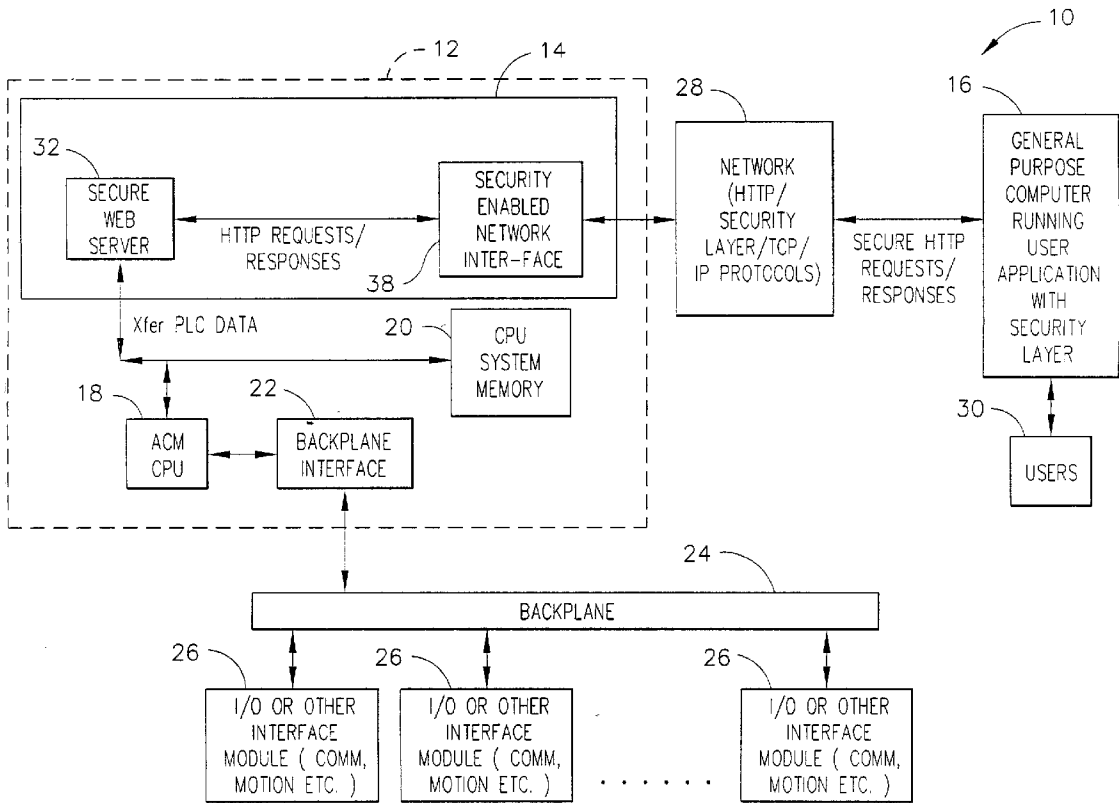 10
12
14
28
16
32
SECURE
WEB
SERVER
HTTP REQUESTS/
RESPONSES
SECURITY
ENABLED
NETWORK
INTER-FACE
38
NETWORK
(HTTP/
SECURITY
LAYER/TCP/
IP PROTOCOLS)
SECURE HTTP
REQUESTS/
RESPONSES
GENERAL
PURPOSE
COMPUTER
RUNNING
USER
APPLICATION
WITH
SECURITY
LAYER
Xfer PLC DATA
20
CPU
SYSTEM
MEMORY
18
ACM
CPU
22
BACKPLANE
INTERFACE
30
USERS
24
BACKPLANE
26
I/O OR OTHER
INTERFACE
MODULE ( COMM,
MOTION ETC. )
26
I/O OR OTHER
INTERFACE
MODULE ( COMM,
MOTION ETC. )
. . . . . .
26
I/O OR OTHER
INTERFACE
MODULE ( COMM,
MOTION ETC. )